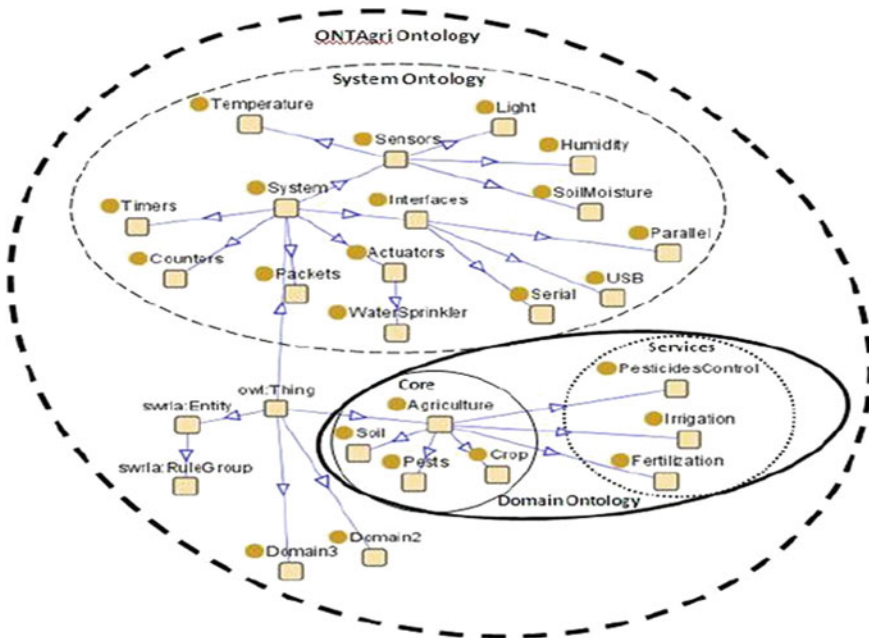 ONTAgri Ontology
System Ontology
Temperature
Light
Sensors
Humidity
System
Interfaces
SoilMoisture
Timers
Parallel
Counters
Actuators
Packets
USB
Serial
WaterSprinkler
Services
PesticidesControl
Core
owl:Thing
swrla:Entity
Agriculture
Irrigation
Soil
swrla:RuleGroup
Pests
Crop
Fertilization
Domain Ontology
Domain2
Domain3